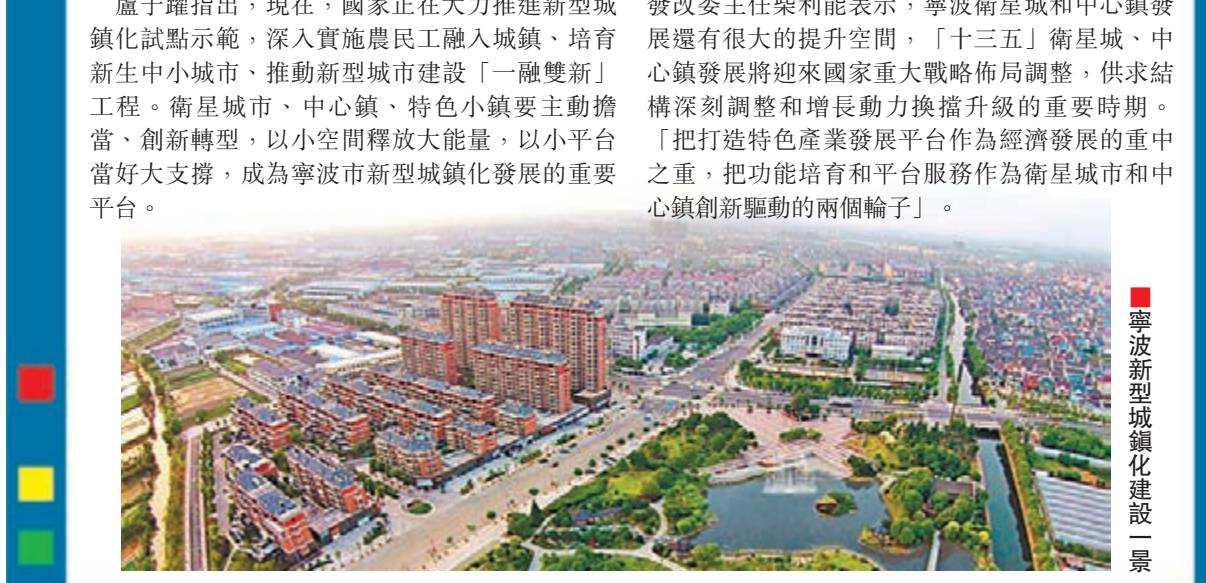 盧于躍指出，現在，國家正在大力推進新型城
鎮化試點示範，深入實施農民工融入城鎮、培育
新生中小城市、推動新型城市建設「一融雙新」
工程。衛星城市、中心鎮、特色小鎮要主動擔
當、創新轉型，以小空間釋放大能量，以小平台
當好大支撐，成為寧波市新型城鎮化發展的重要
平台。
發改委主任柴利能表示，寧波衛星城和中心鎮發
展還有很大的提升空間，「十三五」衛星城、中
心鎮發展將迎來國家重大戰略佈局調整，供求結
構深刻調整和增長動力換擋升級的重要時期。
「把打造特色產業發展平台作為經濟發展的重中
之重，把功能培育和平台服務作為衛星城市和中
心鎮創新驅動的兩個輪子」。
■寧波新型城鎮化建設一景